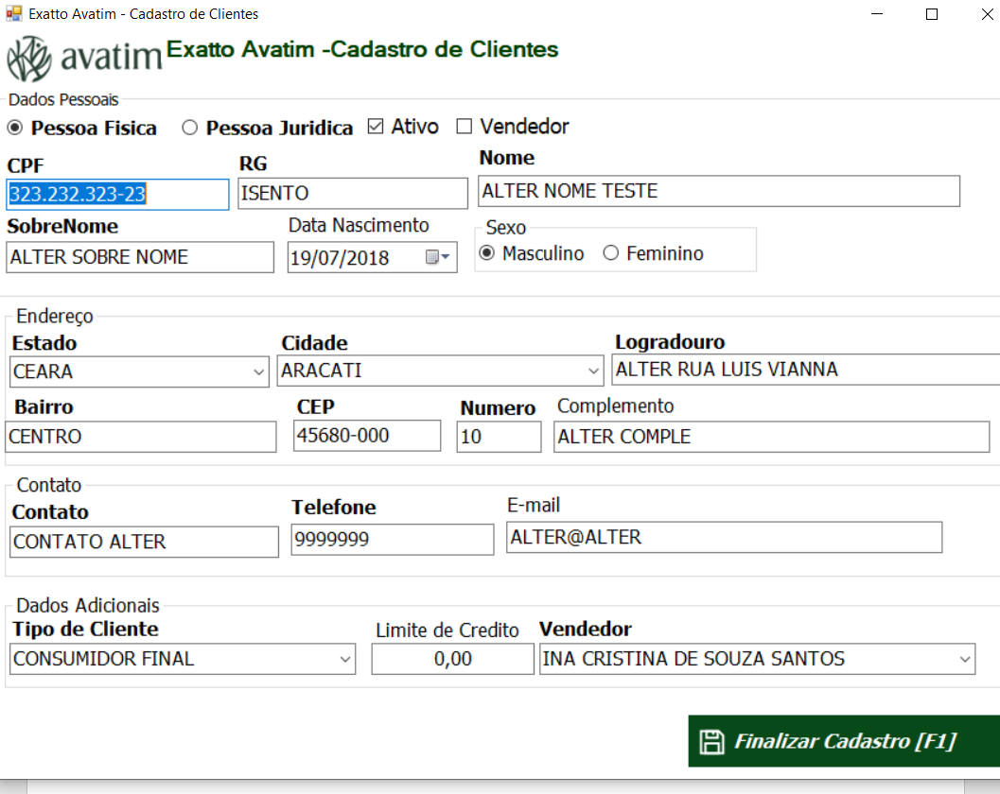 Exatto Avatim - Cadastro de Clientes
avatim Exatto Avatim -Cadastro de Clientes
Dados Pessoais
Pessoa Fisica Pessoa Juridica Ativo Vendedor
CPF RG Nome
323.232.323-23 ISENTO ALTER NOME TESTE
SobreNome Data Nascimento Sexo
ALTER SOBRE NOME 19/07/2018 Masculino Feminino
Endereço
Estado Cidade Logradouro
CEARA ARACATI ALTER RUA LUIS VIANNA
Bairro CEP Numero Complemento
CENTRO 45680-000 10 ALTER COMPLE
Contato
Contato Telefone E-mail
CONTATO ALTER 9999999 ALTER@ALTER
Dados Adicionais
Tipo de Cliente Limite de Credito Vendedor
CONSUMIDOR FINAL 0,00 INA CRISTINA DE SOUZA SANTOS
Finalizar Cadastro [F1]